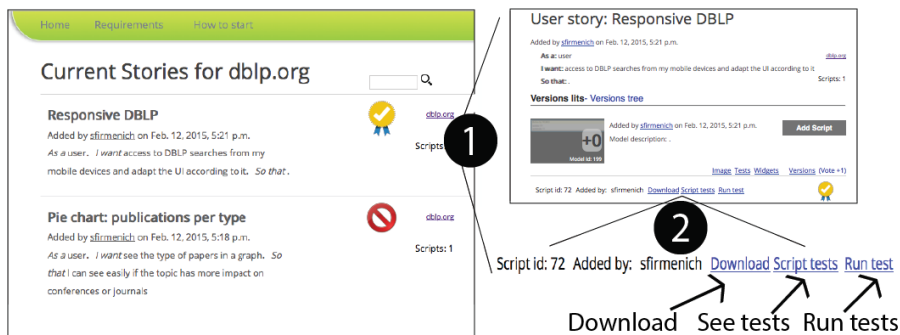 Home Requirements How to start
Current Stories for dblp.org
Responsive DBLP
dblp.org
Added by sfirmenich on Feb. 12, 2015, 5:21 p.m.
Scripts
As a user. I want access to DBLP searches from my
mobile devices and adapt the UI according to it. So that .
Pie chart: publications per type
dblp.org
Added by sfirmenich on Feb. 12, 2015, 5:18 p.m.
Scripts: 1
As a user. I want see the type of papers in a graph. So
that I can see easily if the topic has more impact on
conferences or journals
1
User story: Responsive DBLP
Added by sfirmenich on Feb. 12, 2015, 5:21 p.m.
As a: user
dblp.org
I want: access to DBLP searches from my mobile devices and adapt the UI according to it
So that: .
Scripts: 1
Versions lits- Versions tree
+0
Model id: 199
Added by sfirmenich on Feb. 12, 2015, 5:21 p.m.
Model description: .
Add Script
Image Tests Widgets Versions (Vote +1)
Script id: 72 Added by: sfirmenich Download Script tests Run test
2
Script id: 72 Added by: sfirmenich Download Script tests Run test
Download See tests Run tests